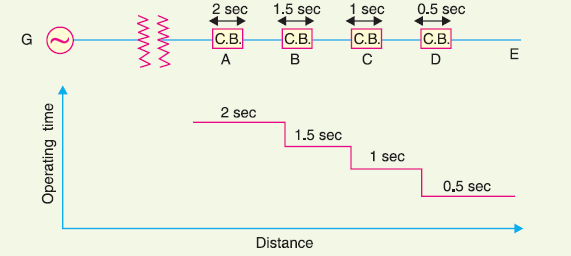 2 sec 1.5 sec 1 sec 0.5 sec
G C.B. C.B. C.B. C.B.
A B C D E
2 sec
1.5 sec
1 sec
0.5 sec
Operating time
Distance